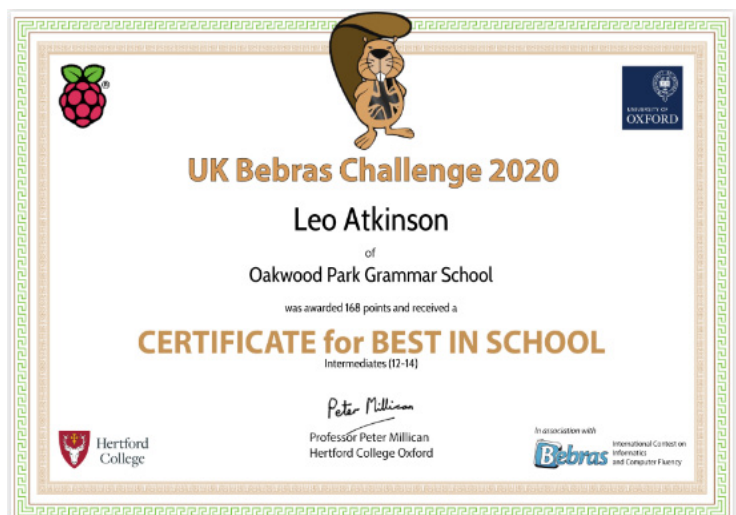 UNIVERSITY OF
OXFORD
UK Bebras Challenge 2020
Leo Atkinson
of
Oakwood Park Grammar School
was awarded 168 points and received a
CERTIFICATE for BEST IN SCHOOL
Intermediates (12-14)
Peter Millican
Professor Peter Millican
Hertford College Oxford
Hertford
College
In association with
Bebras
International Contest on
Informatics
and Computer Fluency